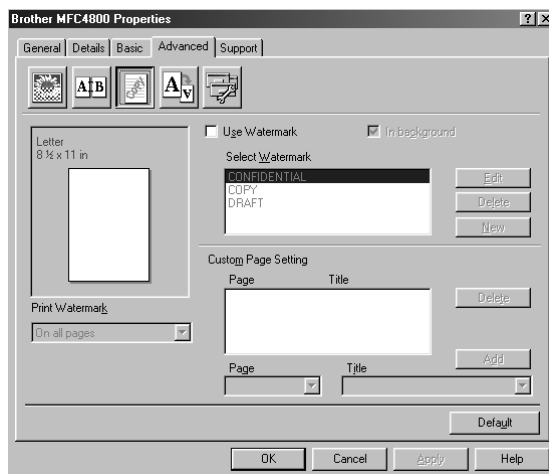 Brother MFC4800 Properties
General Details Basic Advanced Support
A B
A A
Letter
8 ½ x 11 in
Use Watermark In background
Select Watermark
CONFIDENTIAL
COPY
DRAFT
Edit
Delete
New
Print Watermark
On all pages
Custom Page Setting
Page Title
Delete
Add
Page Title
Default
OK Cancel Apply Help